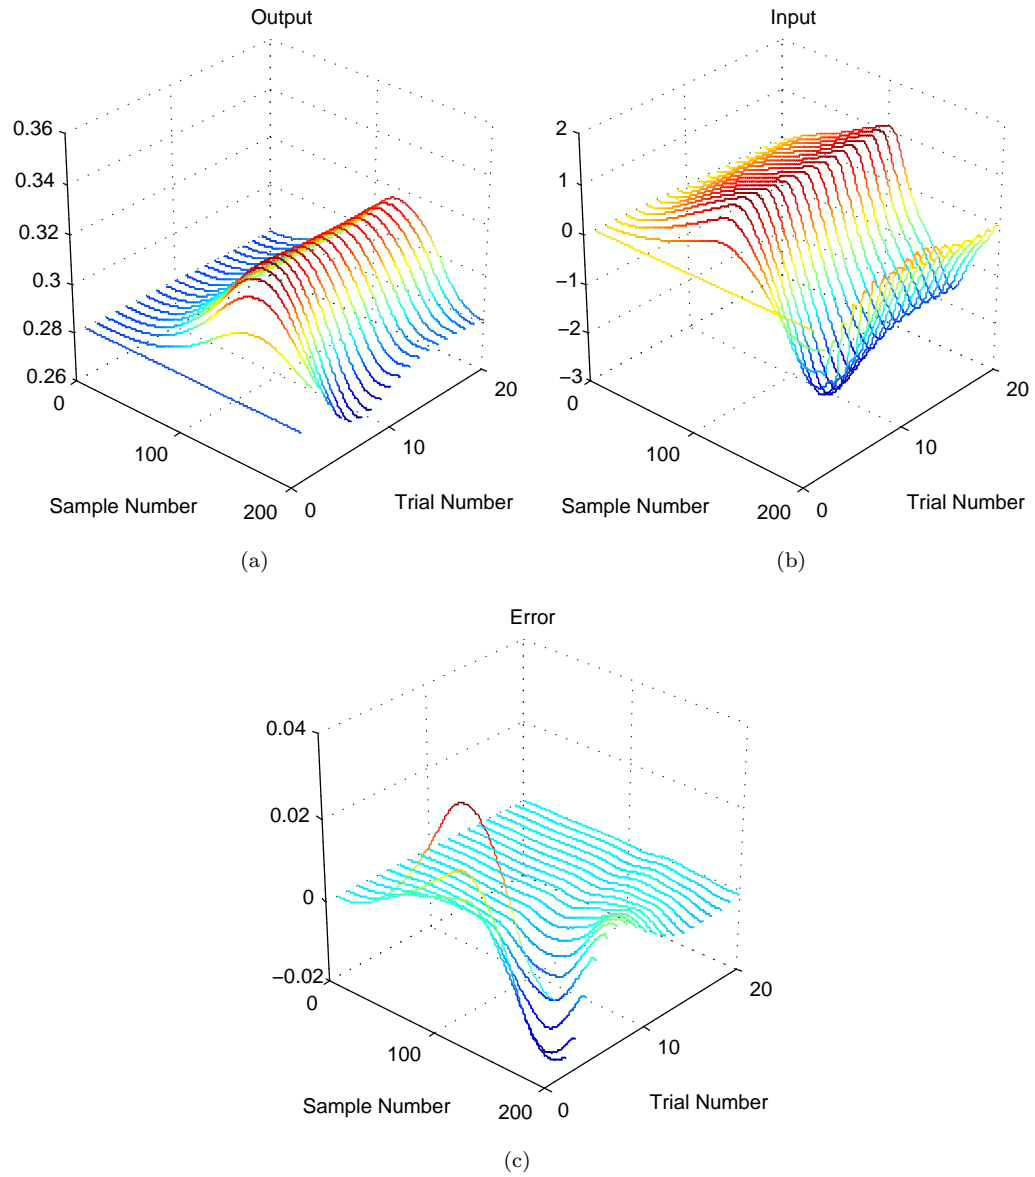 Output
0.36
0.34
0.32
0.3
0.28
0.26
0
100
200
0
10
20
Sample Number
Trial Number
(a)
Input
2
1
0
−1
−2
−3
0
100
200
0
10
20
Sample Number
Trial Number
(b)
Error
0.04
0.02
0
−0.02
0
100
200
0
10
20
Sample Number
Trial Number
(c)